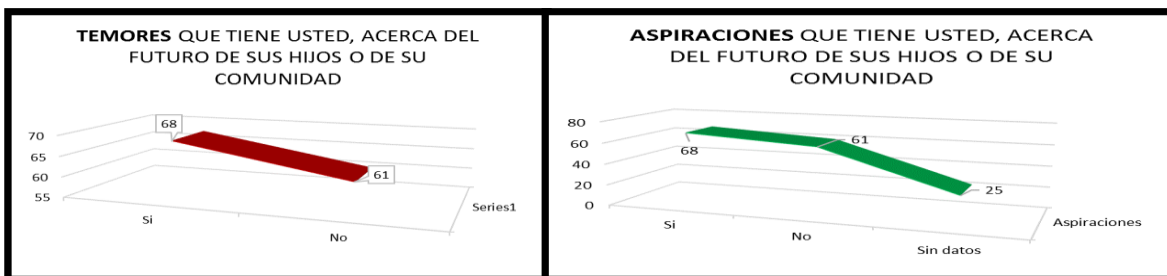 TEMORES QUE TIENE USTED, ACERCA DEL
FUTURO DE SUS HIJOS O DE SU
COMUNIDAD
68
70
65
60
55
61
Si
No
Series1
ASPIRACIONES QUE TIENE USTED, ACERCA
DEL FUTURO DE SUS HIJOS O DE SU
COMUNIDAD
80
60
40
20
0
68
61
25
Si
No
Sin datos
Aspiraciones